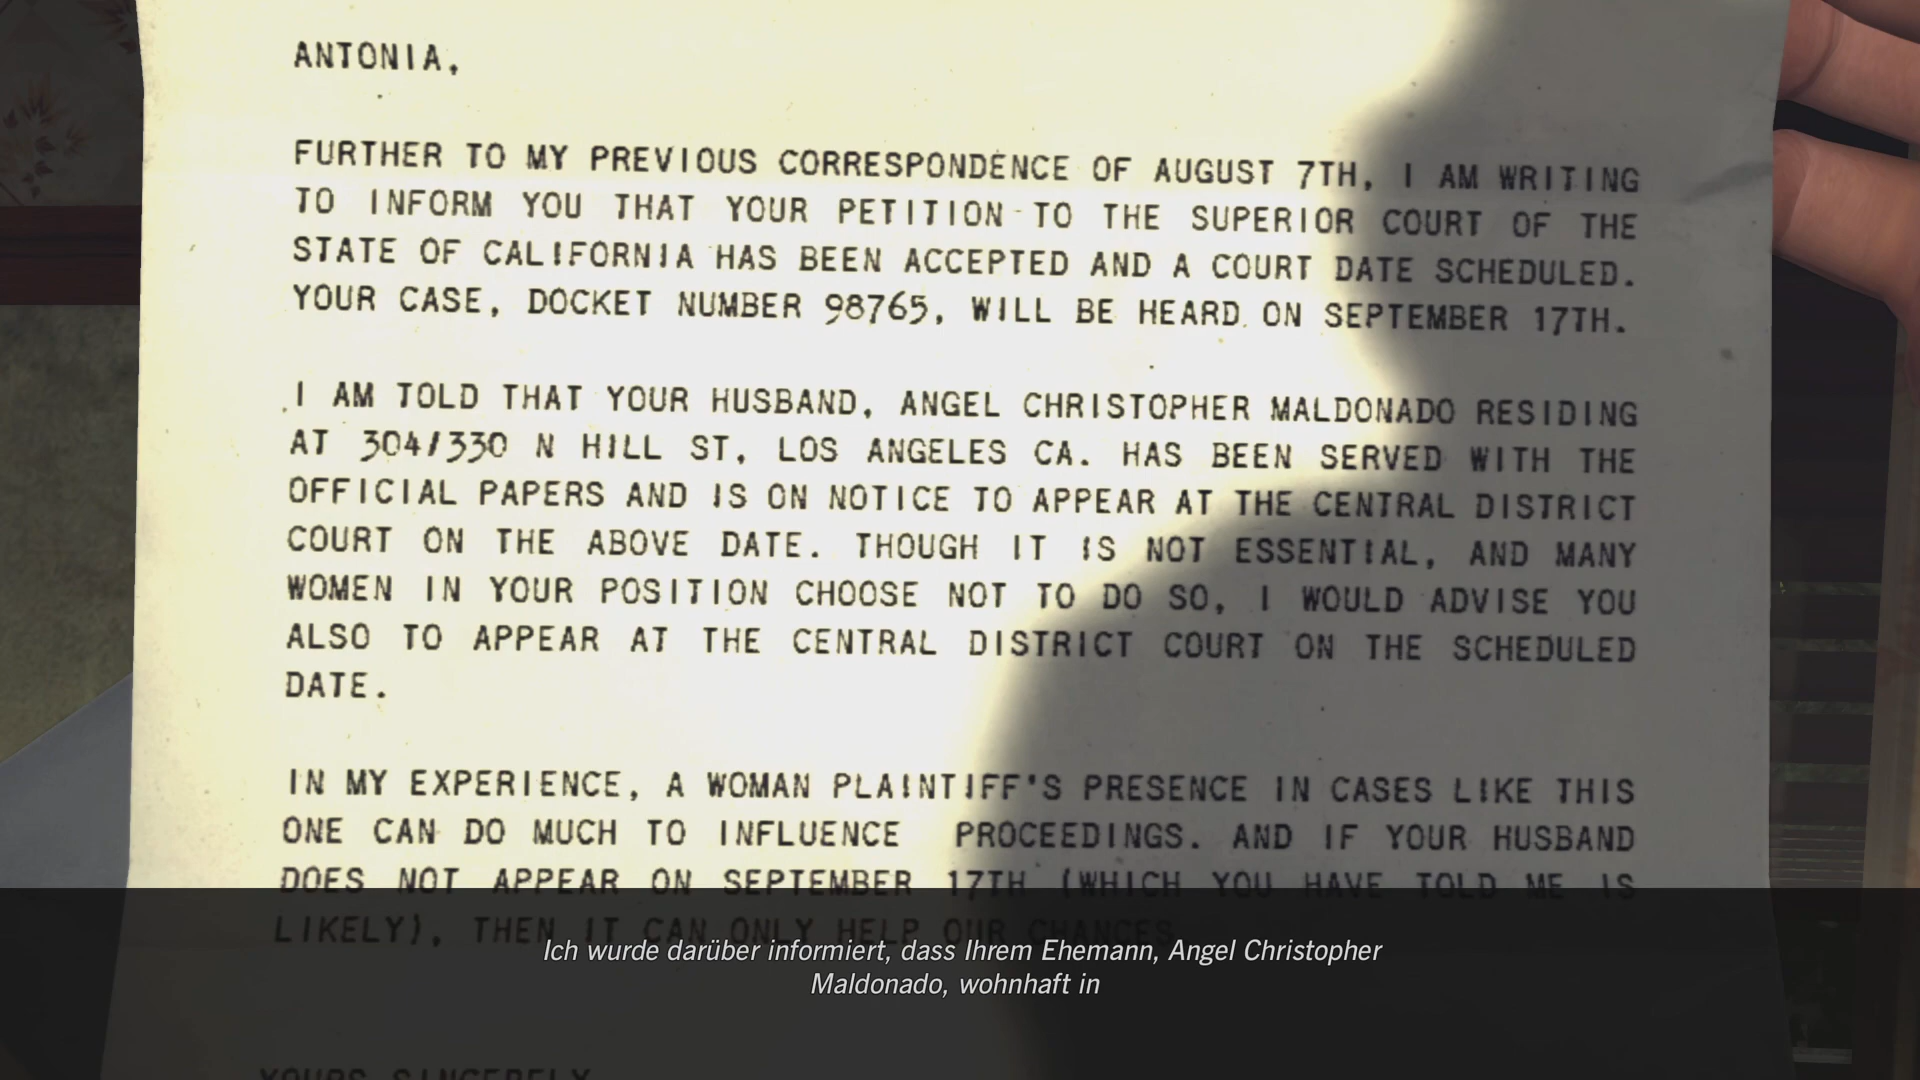 ANTONIA,
FURTHER TO MY PREVIOUS CORRESPONDENCE OF AUGUST 7TH, I AM WRITING
TO INFORM YOU THAT YOUR PETITION TO THE SUPERIOR COURT OF THE
STATE OF CALIFORNIA HAS BEEN ACCEPTED AND A COURT DATE SCHEDULED.
YOUR CASE, DOCKET NUMBER 98765, WILL BE HEARD ON SEPTEMBER 17TH.
I AM TOLD THAT YOUR HUSBAND, ANGEL CHRISTOPHER MALDONADO RESIDING
AT 304/330 N HILL ST, LOS ANGELES CA. HAS BEEN SERVED WITH THE
OFFICIAL PAPERS AND IS ON NOTICE TO APPEAR AT THE CENTRAL DISTRICT
COURT ON THE ABOVE DATE. THOUGH IT IS NOT ESSENTIAL, AND MANY
WOMEN IN YOUR POSITION CHOOSE NOT TO DO SO, I WOULD ADVISE YOU
ALSO TO APPEAR AT THE CENTRAL DISTRICT COURT ON THE SCHEDULED
DATE.
IN MY EXPERIENCE, A WOMAN PLAINTIFF'S PRESENCE IN CASES LIKE THIS
ONE CAN DO MUCH TO INFLUENCE PROCEEDINGS. AND IF YOUR HUSBAND
DOES NOT APPEAR ON SEPTEMBER 17TH (WHICH YOU HAVE TOLD ME IS
LIKELY), THEN IT CAN ONLY HELP OUR CHANCES.
Ich wurde darüber informiert, dass Ihrem Ehemann, Angel Christopher
Maldonado, wohnhaft in
YOURS SINCERELY